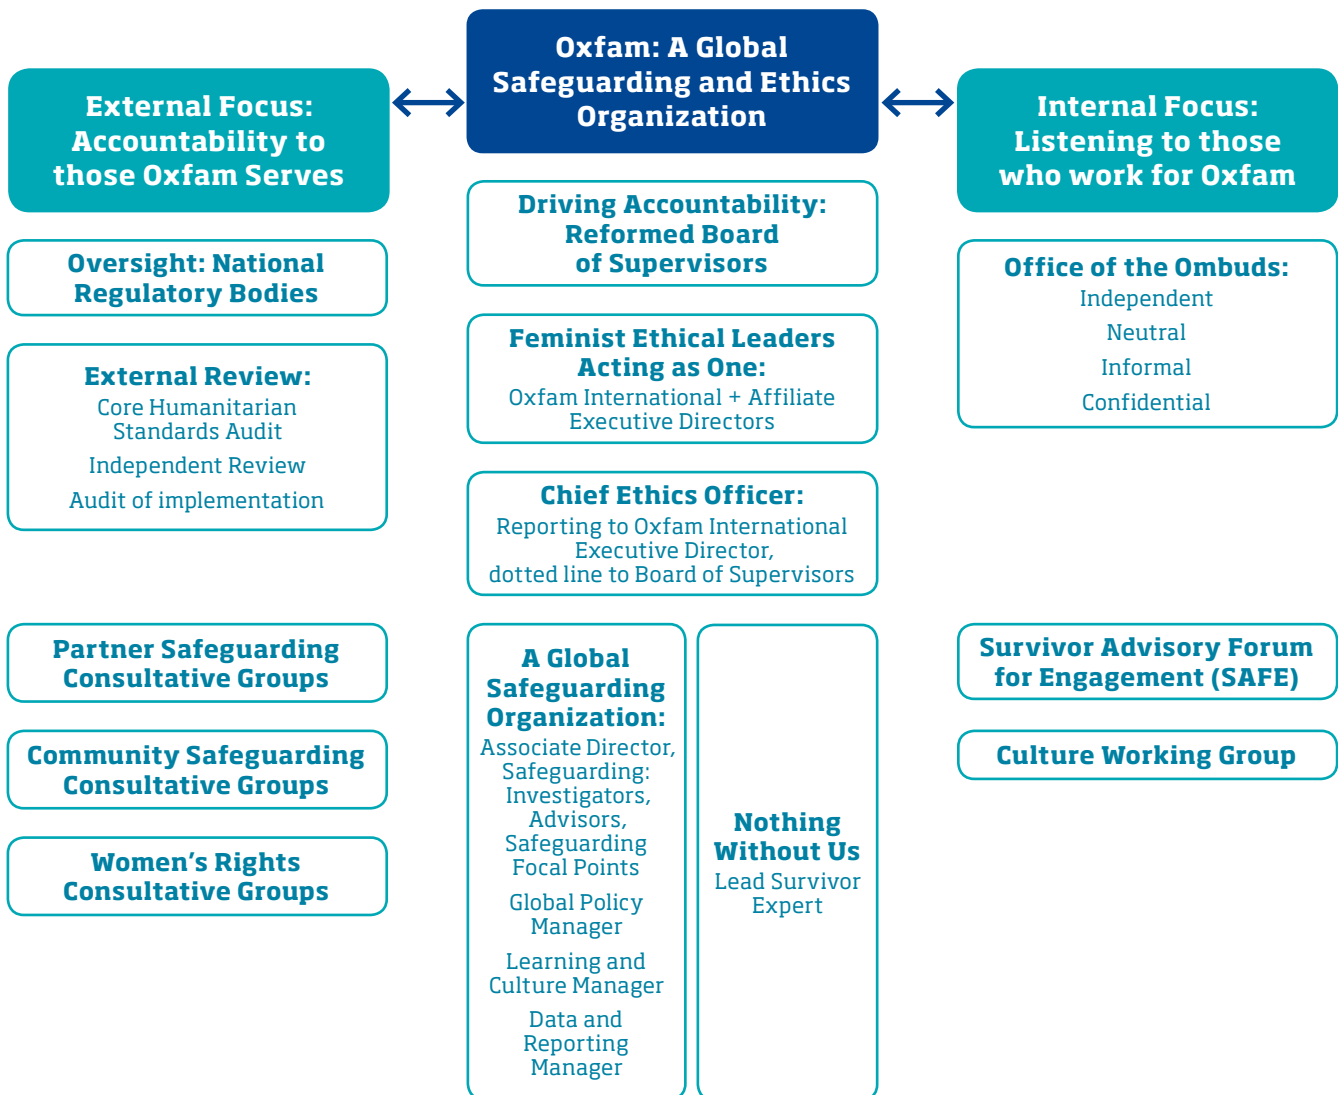 External Focus:
Accountability to
those Oxfam Serves
Oversight: National
Regulatory Bodies
External Review:
Core Humanitarian
Standards Audit
Independent Review
Audit of implementation
Partner Safeguarding
Consultative Groups
Community Safeguarding
Consultative Groups
Women’s Rights
Consultative Groups
Oxfam: A Global
Safeguarding and Ethics
Organization
Driving Accountability:
Reformed Board
of Supervisors
Feminist Ethical Leaders
Acting as One:
Oxfam International + Affiliate
Executive Directors
Chief Ethics Officer:
Reporting to Oxfam International
Executive Director,
dotted line to Board of Supervisors
A Global
Safeguarding
Organization:
Associate Director,
Safeguarding:
Investigators,
Advisors,
Safeguarding
Focal Points
Global Policy
Manager
Learning and
Culture Manager
Data and
Reporting
Manager
Nothing
Without Us
Lead Survivor
Expert
Internal Focus:
Listening to those
who work for Oxfam
Office of the Ombuds:
Independent
Neutral
Informal
Confidential
Survivor Advisory Forum
for Engagement (SAFE)
Culture Working Group